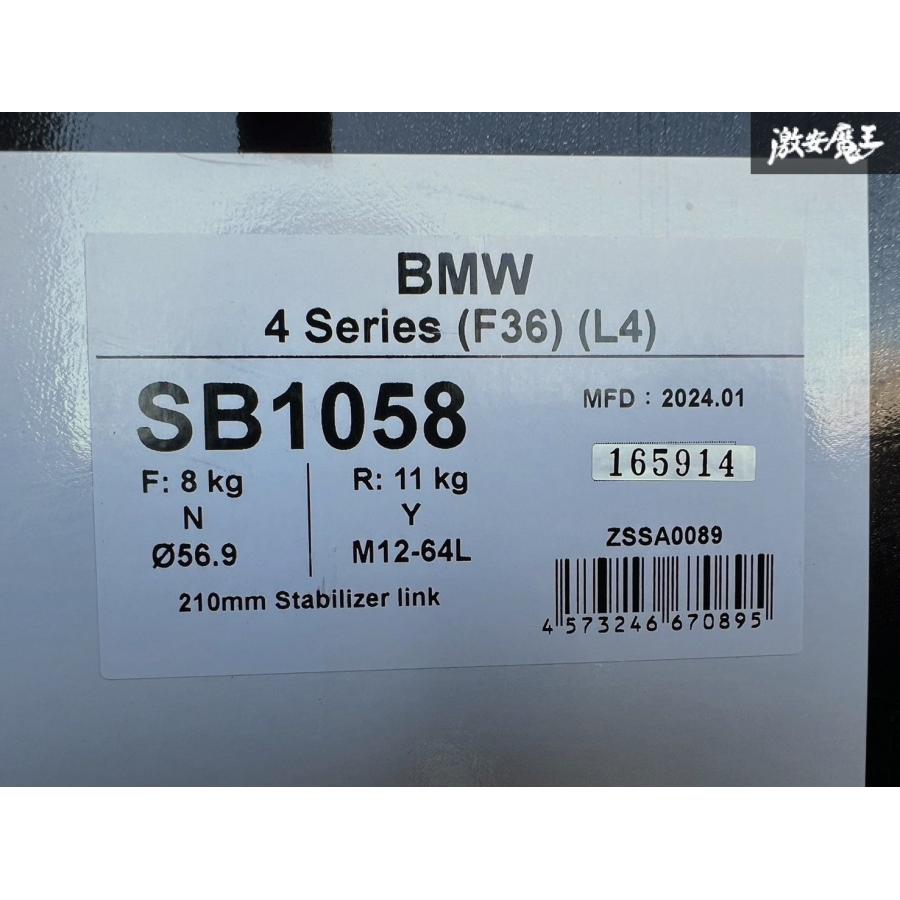 激安魔王
BMW
4 Series (F36) (L4)
SB1058
MFD : 2024.01
165914
F: 8 kg
N
Ø56.9
R: 11 kg
Y
M12-64L
210mm Stabilizer link
ZSSA0089
4 573246 670895